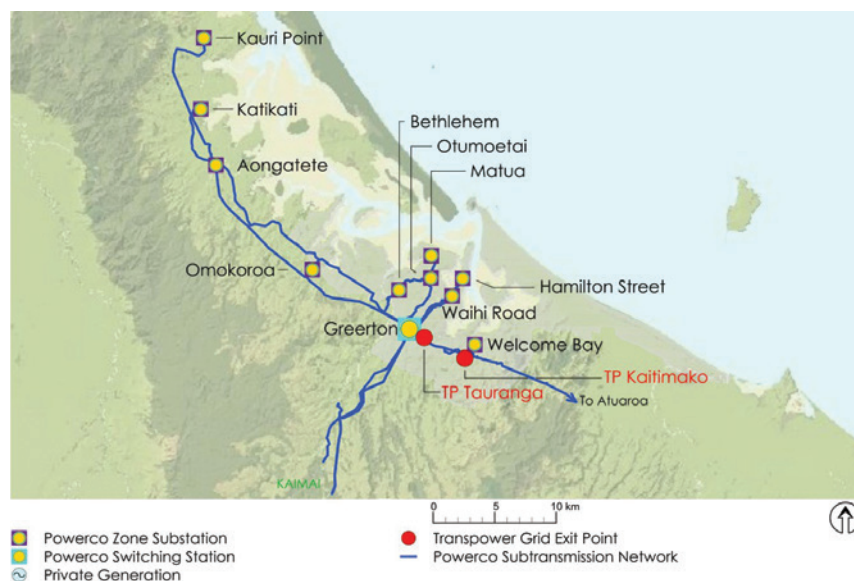 Kauri Point
Katikati
Bethlehem
Otumoetai
Matua
Aongatete
Omokoroa
Hamilton Street
Waihi Road
Greerton
Welcome Bay
TP Kaitimako
TP Tauranga
To Atuaroa
KAIMAI
0 5 10 km
Powerco Zone Substation
Powerco Switching Station
Private Generation
Transpower Grid Exit Point
Powerco Subtransmission Network